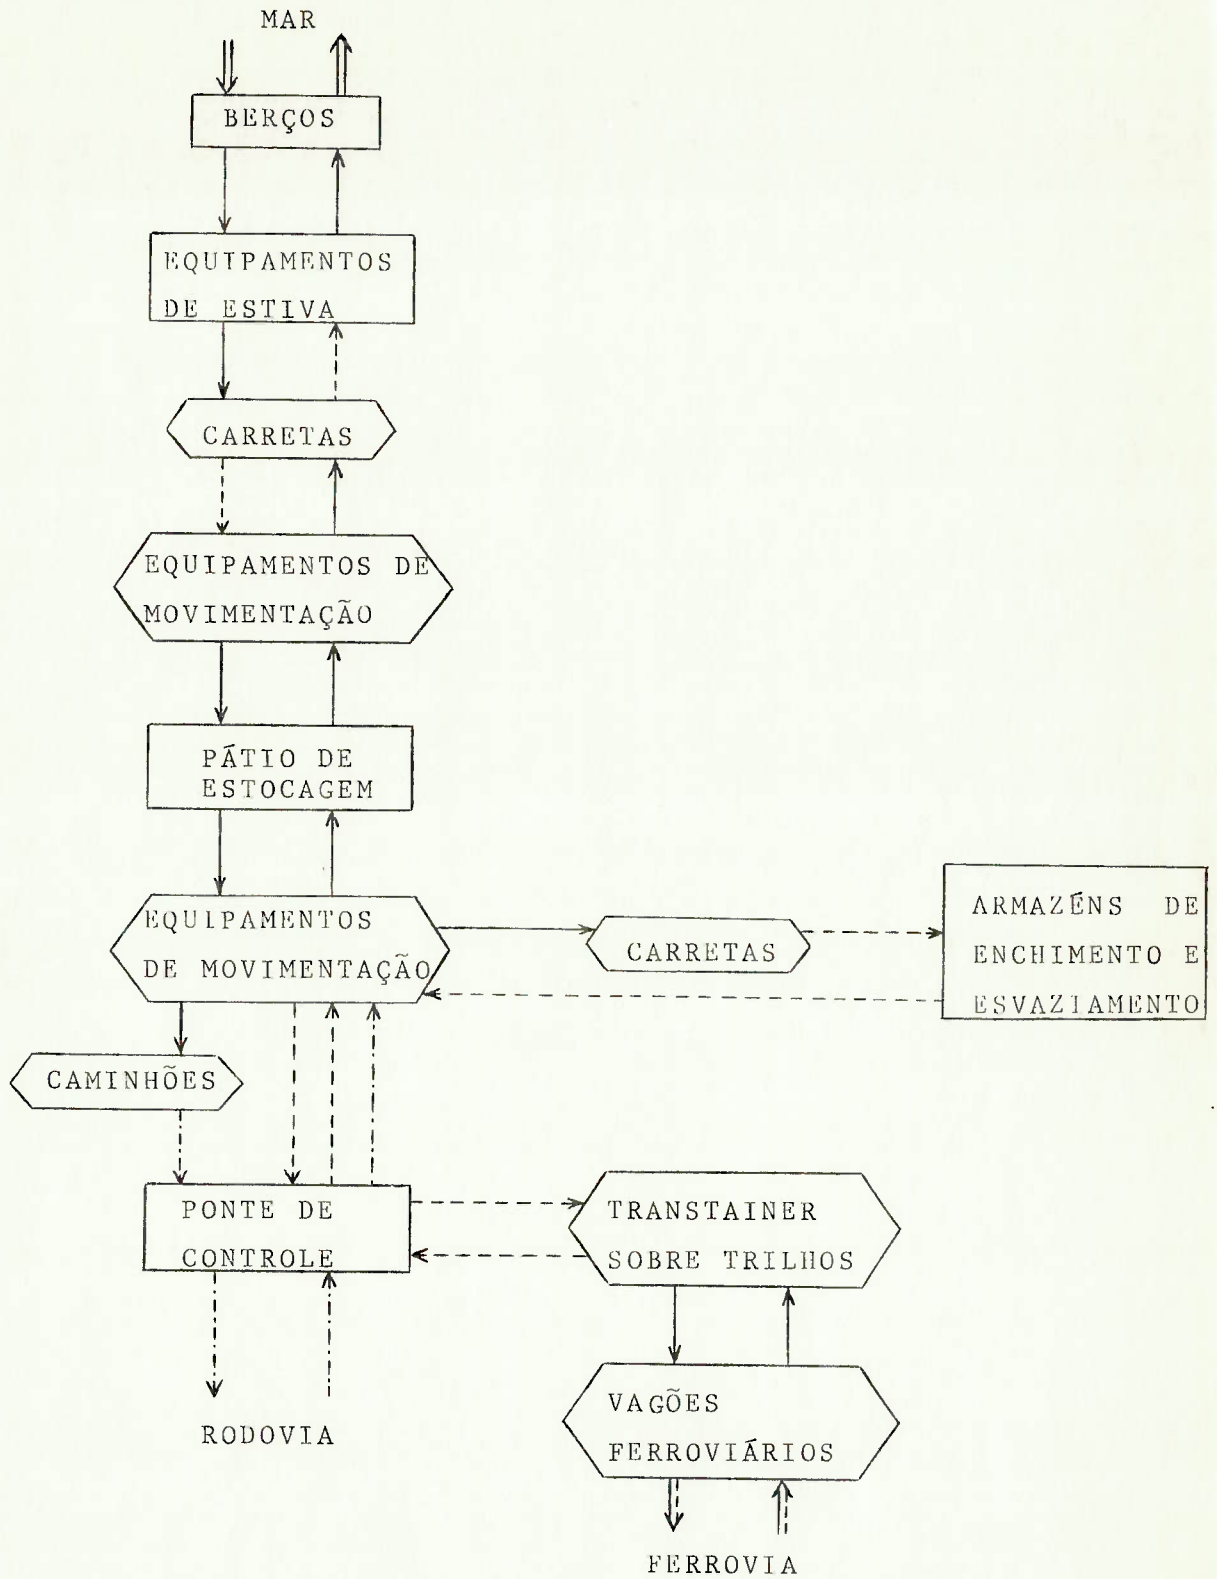 MAR
BERÇOS
EQUIPAMENTOS
DE ESTIVA
CARRETAS
EQUIPAMENTOS DE
MOVIMENTAÇÃO
PÁTIO DE
ESTOCAGEM
EQUIPAMENTOS
DE MOVIMENTAÇÃO
CARRETAS
ARMAZÉNS DE
ENCHIMENTO E
ESVAZIAMENTO
CAMINHÕES
PONTE DE
CONTROLE
TRANSTAINER
SOBRE TRILHOS
VAGÕES
FERROVIÁRIOS
RODOVIA
FERROVIA